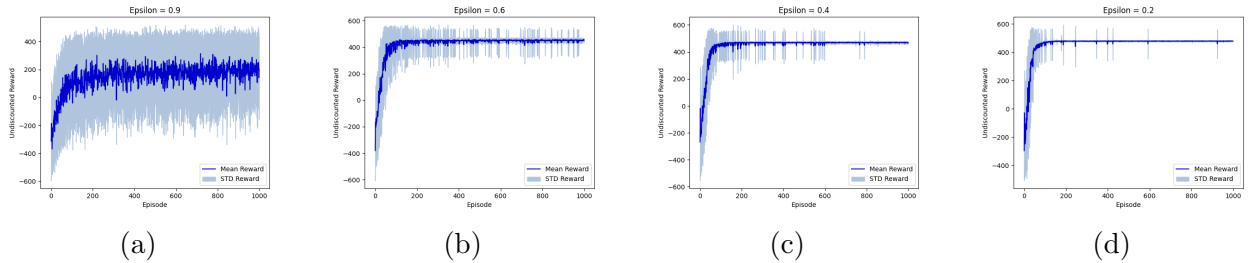 Epsilon = 0.9
400
200
0
−200
−400
−600
0
200
400
600
800
1000
Undiscounted Reward
Episode
Mean Reward
STD Reward
(a)
Epsilon = 0.6
600
400
200
0
−200
−400
−600
0
200
400
600
800
1000
Undiscounted Reward
Episode
Mean Reward
STD Reward
(b)
Epsilon = 0.4
600
400
200
0
−200
−400
−600
0
200
400
600
800
1000
Undiscounted Reward
Episode
Mean Reward
STD Reward
(c)
Epsilon = 0.2
600
400
200
0
−200
−400
0
200
400
600
800
1000
Undiscounted Reward
Episode
Mean Reward
STD Reward
(d)